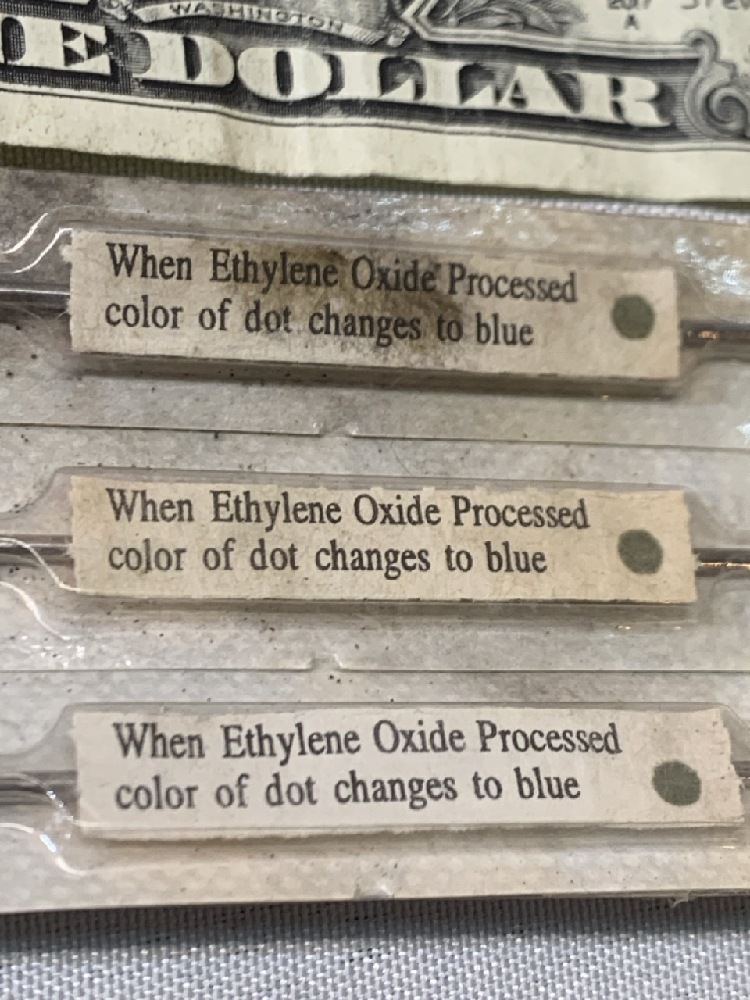 WASHINGTON
E DOLLAR
A
When Ethylene Oxide Processed
color of dot changes to blue
When Ethylene Oxide Processed
color of dot changes to blue
When Ethylene Oxide Processed
color of dot changes to blue